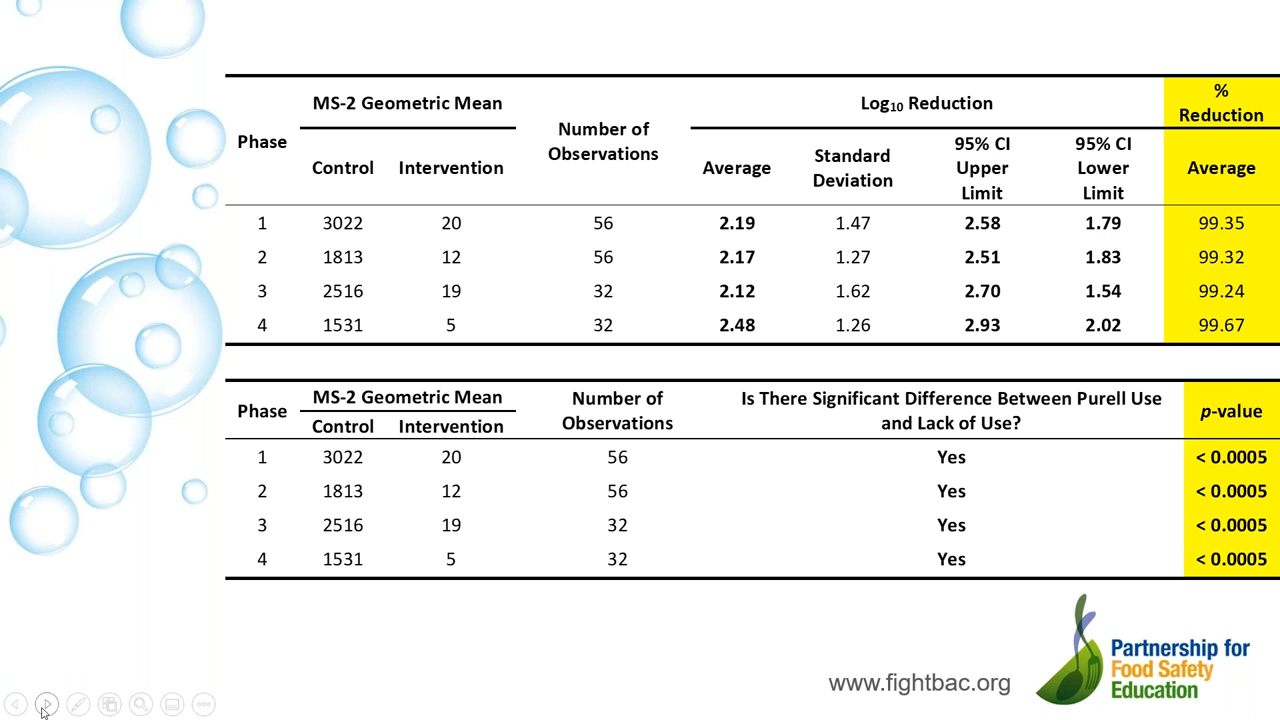 MS-2 Geometric Mean Log10 Reduction % Reduction
Phase Number of Observations
Control Intervention Average Standard Deviation 95% CI Upper Limit 95% CI Lower Limit Average
1 3022 20 56 2.19 1.47 2.58 1.79 99.35
2 1813 12 56 2.17 1.27 2.51 1.83 99.32
3 2516 19 32 2.12 1.62 2.70 1.54 99.24
4 1531 5 32 2.48 1.26 2.93 2.02 99.67
Phase MS-2 Geometric Mean Number of Observations Is There Significant Difference Between Purell Use and Lack of Use? p-value
Control Intervention
1 3022 20 56 Yes < 0.0005
2 1813 12 56 Yes < 0.0005
3 2516 19 32 Yes < 0.0005
4 1531 5 32 Yes < 0.0005
www.fightbac.org
Partnership for
Food Safety
Education